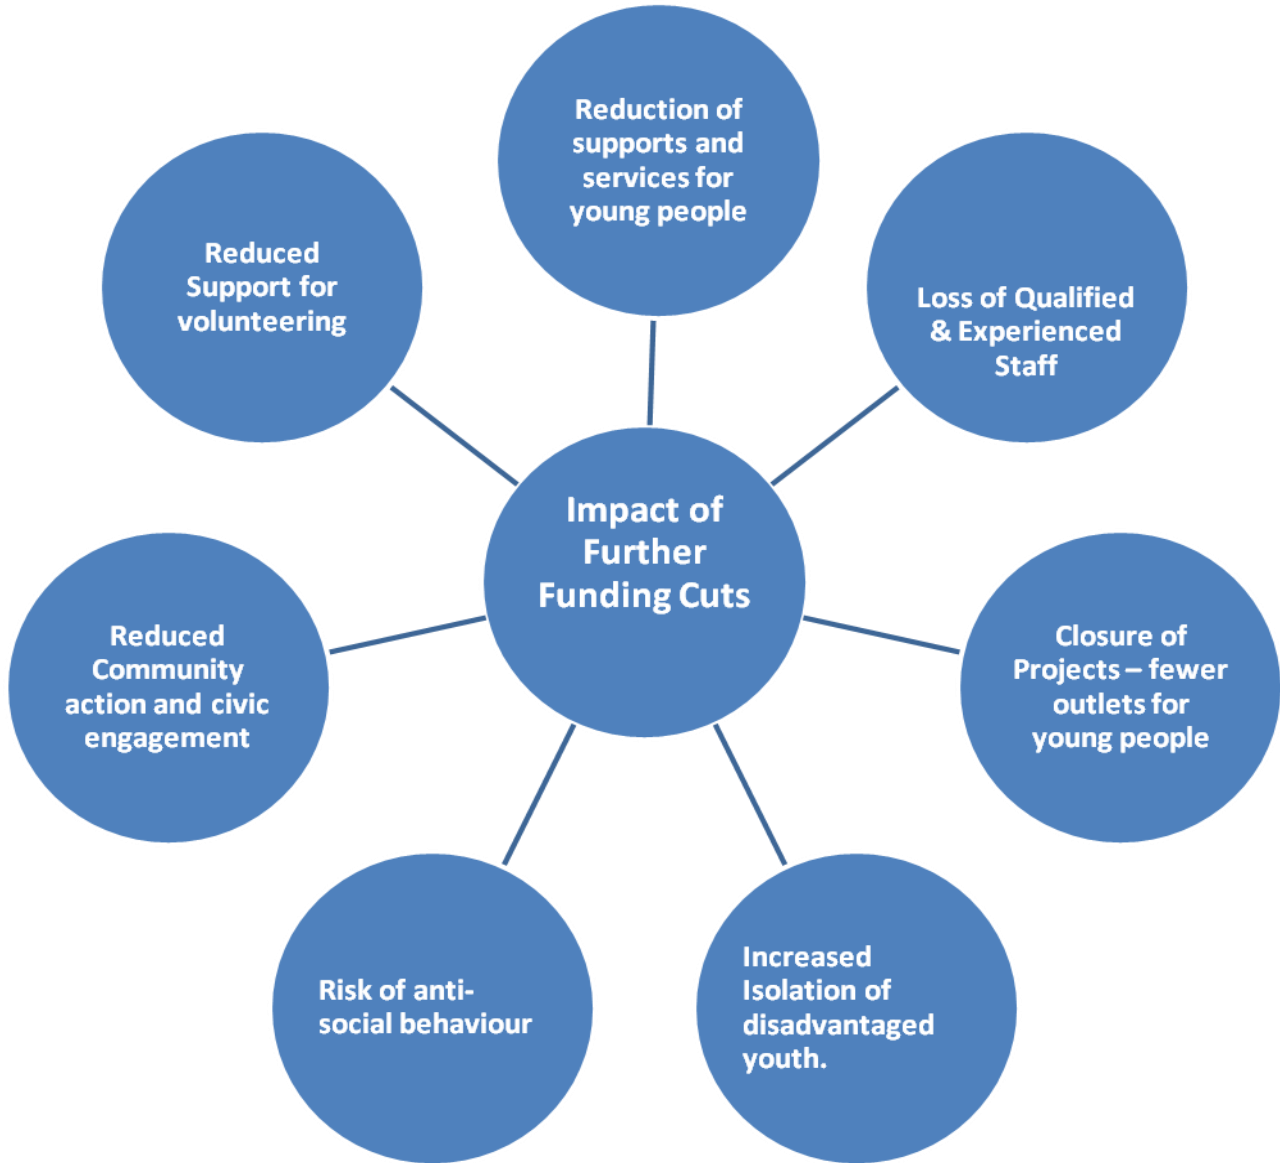 Reduction of
supports and
services for
young people
Reduced
Support for
volunteering
Loss of Qualified
& Experienced
Staff
Impact of
Further
Funding Cuts
Reduced
Community
action and civic
engagement
Closure of
Projects – fewer
outlets for
young people
Risk of anti-
social behaviour
Increased
Isolation of
disadvantaged
youth.